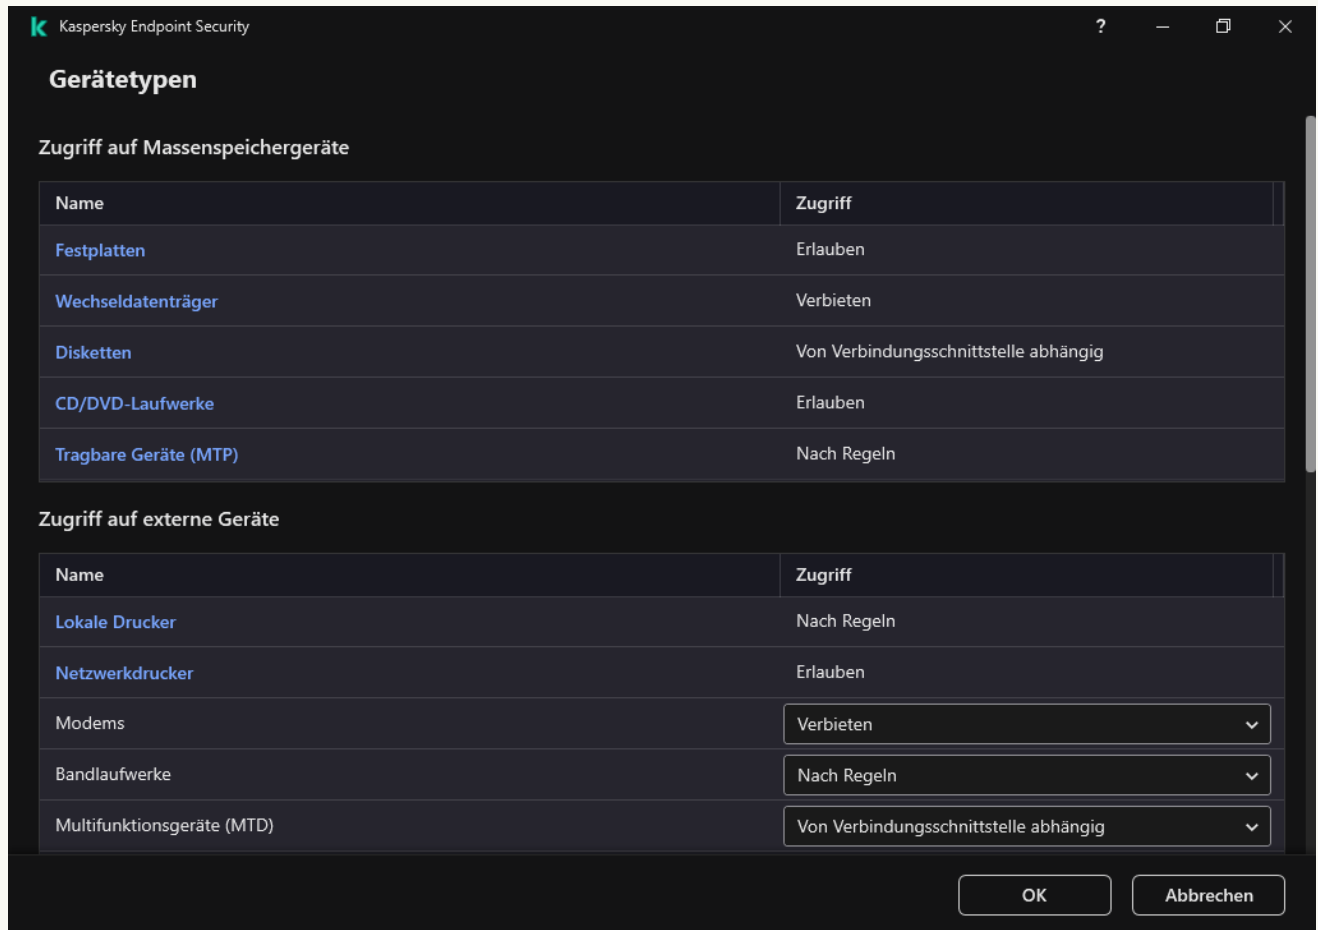 Kaspersky Endpoint Security ?
Gerätetypen
Zugriff auf Massenspeichergeräte
Name Zugriff
Festplatten Erlauben
Wechseldatenträger Verbieten
Disketten Von Verbindungsschnittstelle abhängig
CD/DVD-Laufwerke Erlauben
Tragbare Geräte (MTP) Nach Regeln
Zugriff auf externe Geräte
Name Zugriff
Lokale Drucker Nach Regeln
Netzwerkdrucker Erlauben
Modems Verbieten
Bandlaufwerke Nach Regeln
Multifunktionsgeräte (MTD) Von Verbindungsschnittstelle abhängig
OK Abbrechen